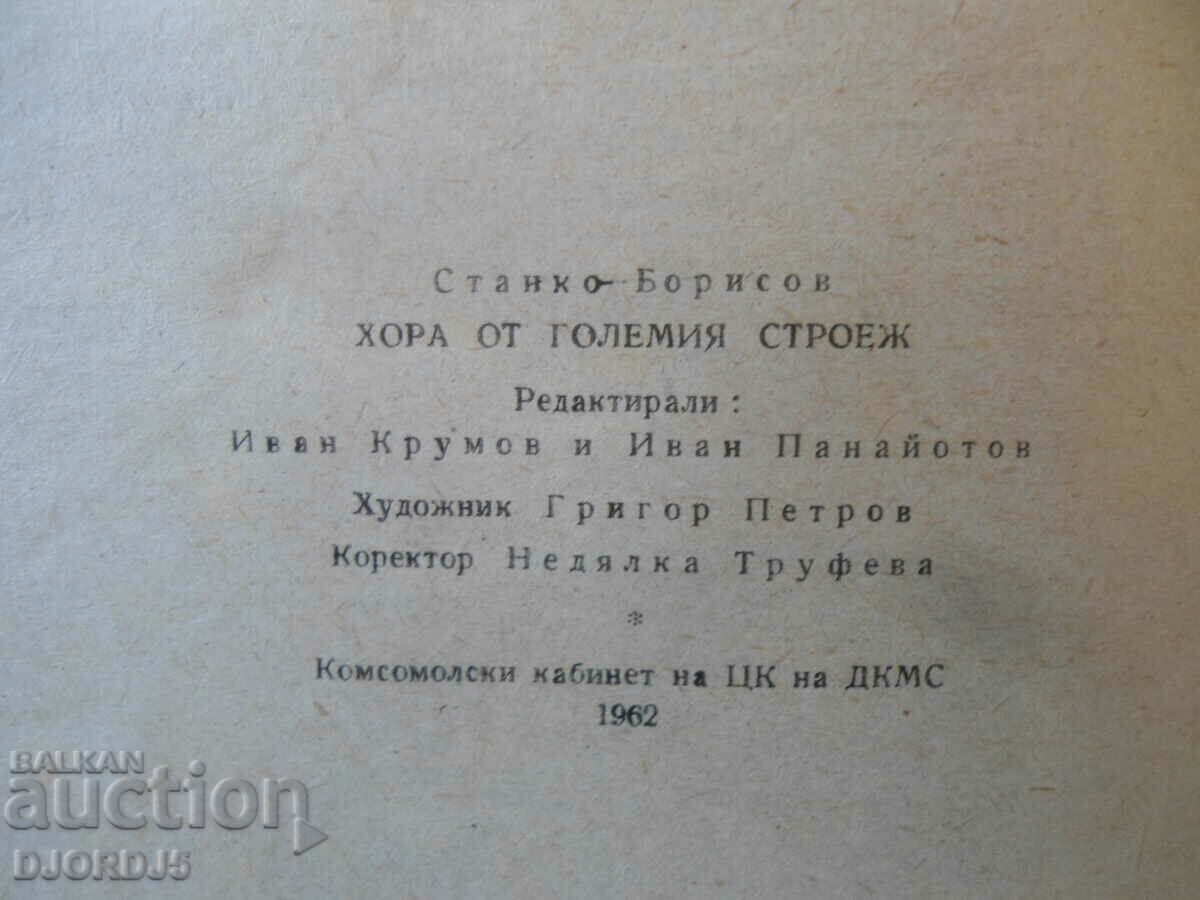 Станко Борисов
ХОРА ОТ ГОЛЕМИЯ СТРОЕЖ
Редактирали:
Иван Крумов и Иван Панайотов
Художник Григор Петров
Коректор Недялка Труфева
*
Комсомолски кабинет на ЦК на ДКМС
1962
BALKAN
auction
DJORDJ5